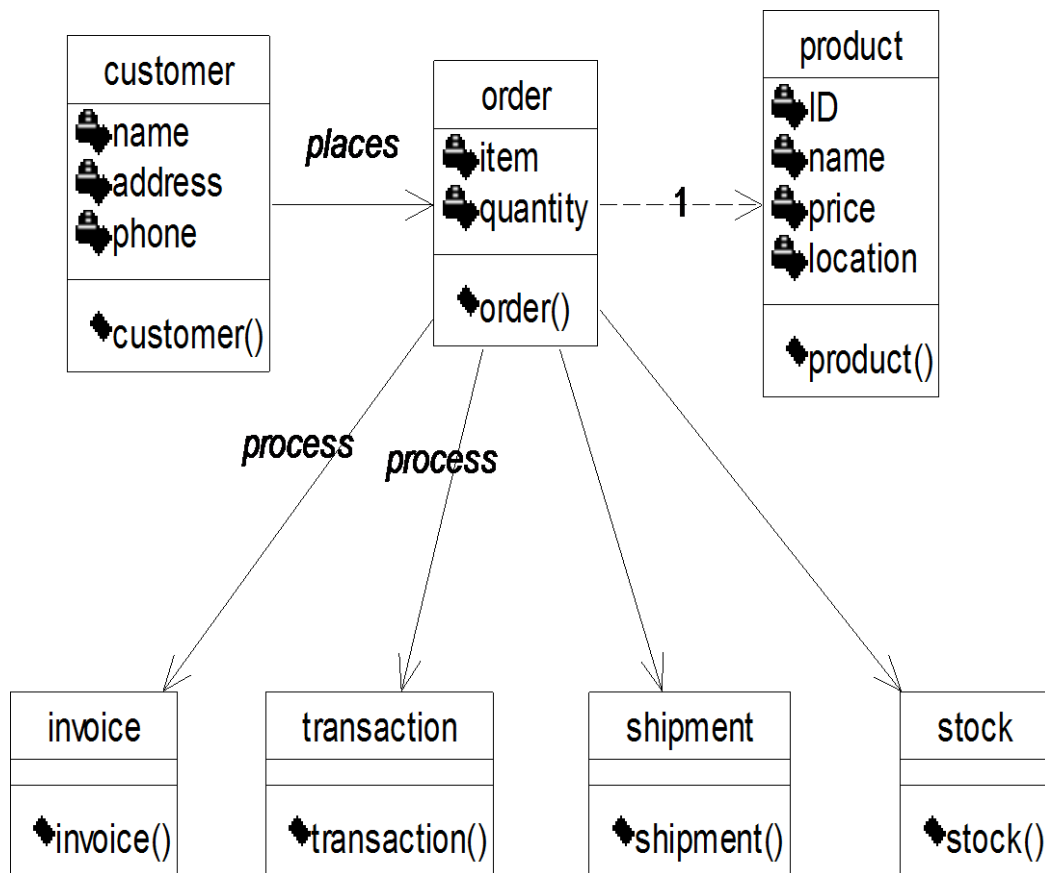 customer
name
address
phone
customer()
places
order
item
quantity
order()
1
product
ID
name
price
location
product()
process
process
invoice
invoice()
transaction
transaction()
shipment
shipment()
stock
stock()